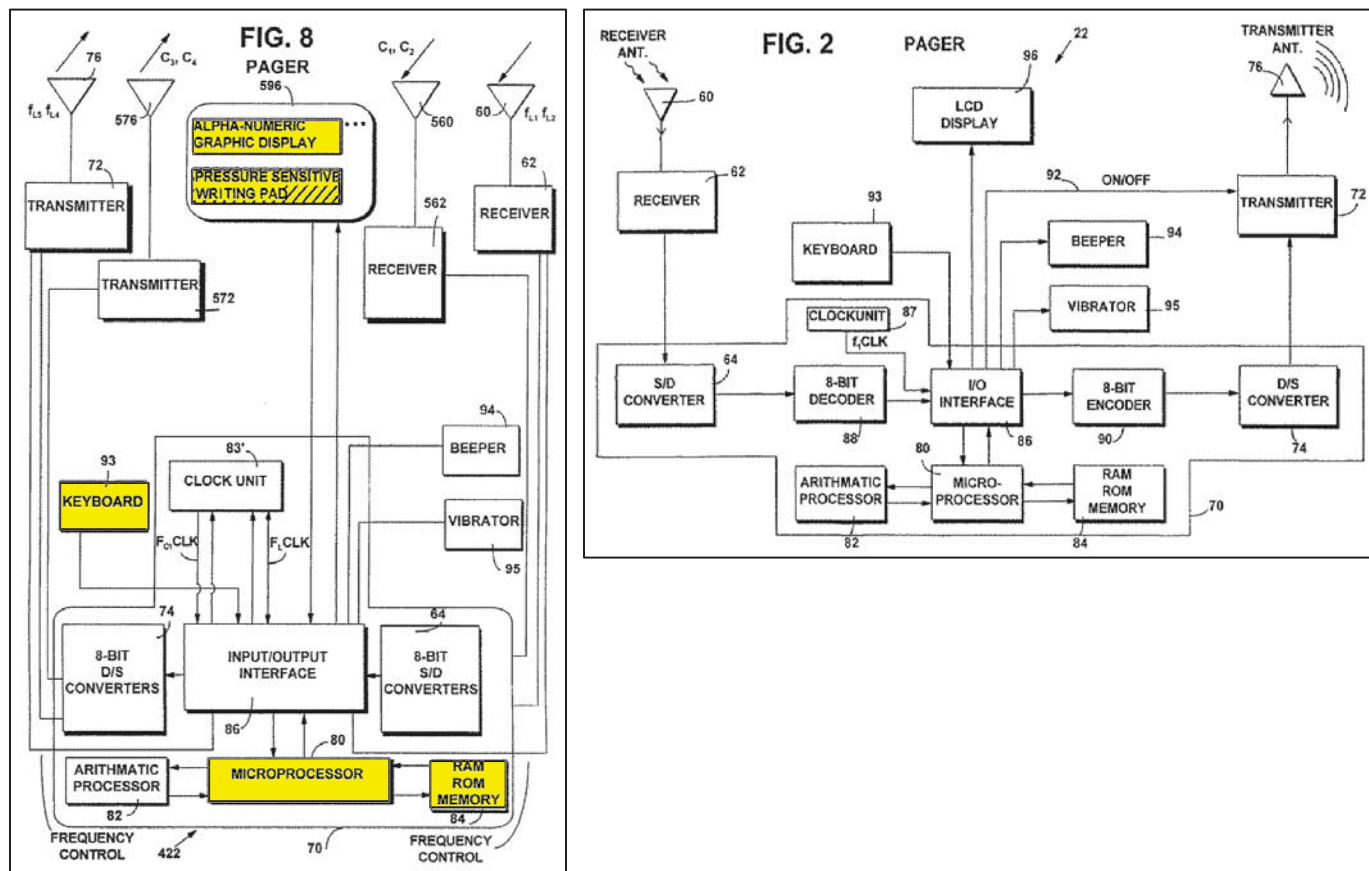 FIG. 8
PAGER
596
76
C₃, C₄
C₁, C₂
fL5 fL4
576
560
60
fL1 fL2
ALPHA-NUMERIC
GRAPHIC DISPLAY
PRESSURE SENSITIVE
WRITING PAD
72
TRANSMITTER
62
RECEIVER
562
RECEIVER
TRANSMITTER
572
94
BEEPER
83'
CLOCK UNIT
93
KEYBOARD
VIBRATOR
95
FC1CLK
FLCLK
74
8-BIT
D/S
CONVERTERS
INPUT/OUTPUT
INTERFACE
86
64
8-BIT
S/D
CONVERTERS
80
ARITHMATIC
PROCESSOR
82
MICROPROCESSOR
RAM
ROM
MEMORY
84
FREQUENCY
CONTROL
422
70
FREQUENCY
CONTROL
RECEIVER
ANT.
60
FIG. 2
PAGER
22
96
LCD
DISPLAY
TRANSMITTER
ANT.
76
62
RECEIVER
93
KEYBOARD
92
ON/OFF
TRANSMITTER
72
BEEPER
94
VIBRATOR
95
CLOCKUNIT
87
f₁CLK
S/D
CONVERTER
64
8-BIT
DECODER
88
I/O
INTERFACE
86
8-BIT
ENCODER
90
D/S
CONVERTER
74
80
ARITHMATIC
PROCESSOR
82
MICRO-
PROCESSOR
RAM
ROM
MEMORY
84
70